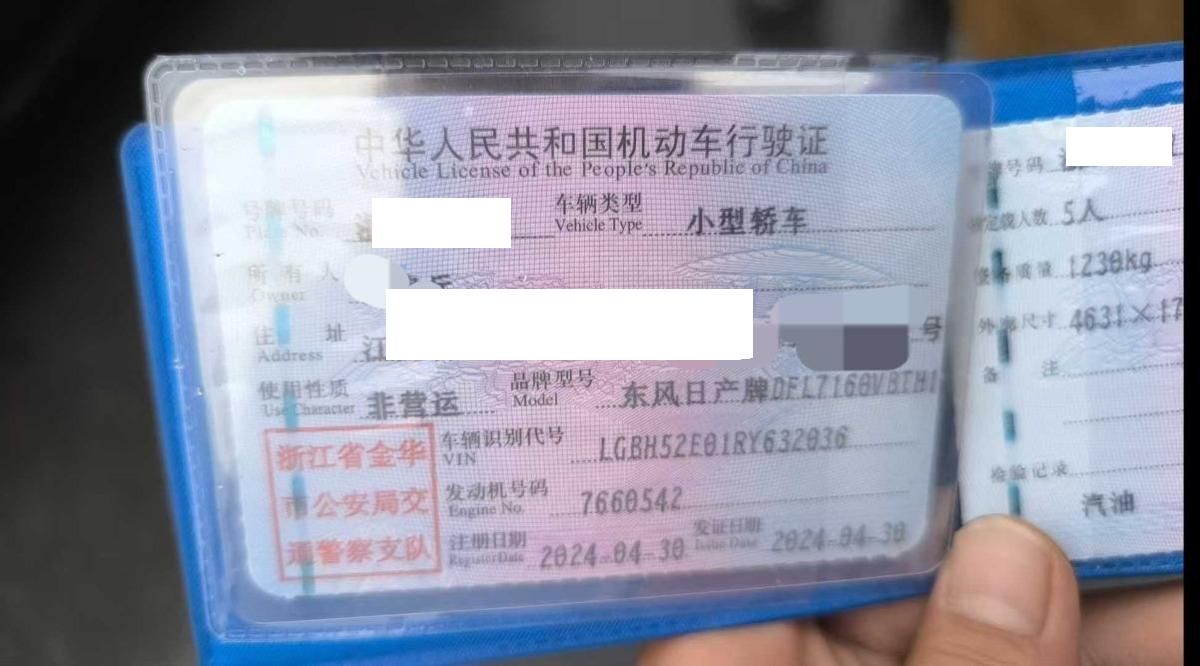 中华人民共和国机动车行驶证
Vehicle License of the People's Republic of China
号牌号码
Plate No.
车辆类型 小型轿车
Vehicle Type
所有人
Owner
住址 江 号
Address
使用性质 非营运
Use Character
品牌型号 东风日产牌DFL7160VBIH1
Model
车辆识别代号 LGBH52E01RY632036
VIN
发动机号码 7660542
Engine No.
注册日期 2024-04-30
Register Date
发证日期 2024-04-30
Issue Date
浙江省金华
市公安局交
通警察支队
号码
定载人数 5人
整备质量 1230kg
外廓尺寸 4631×17
备注
检验记录
汽油